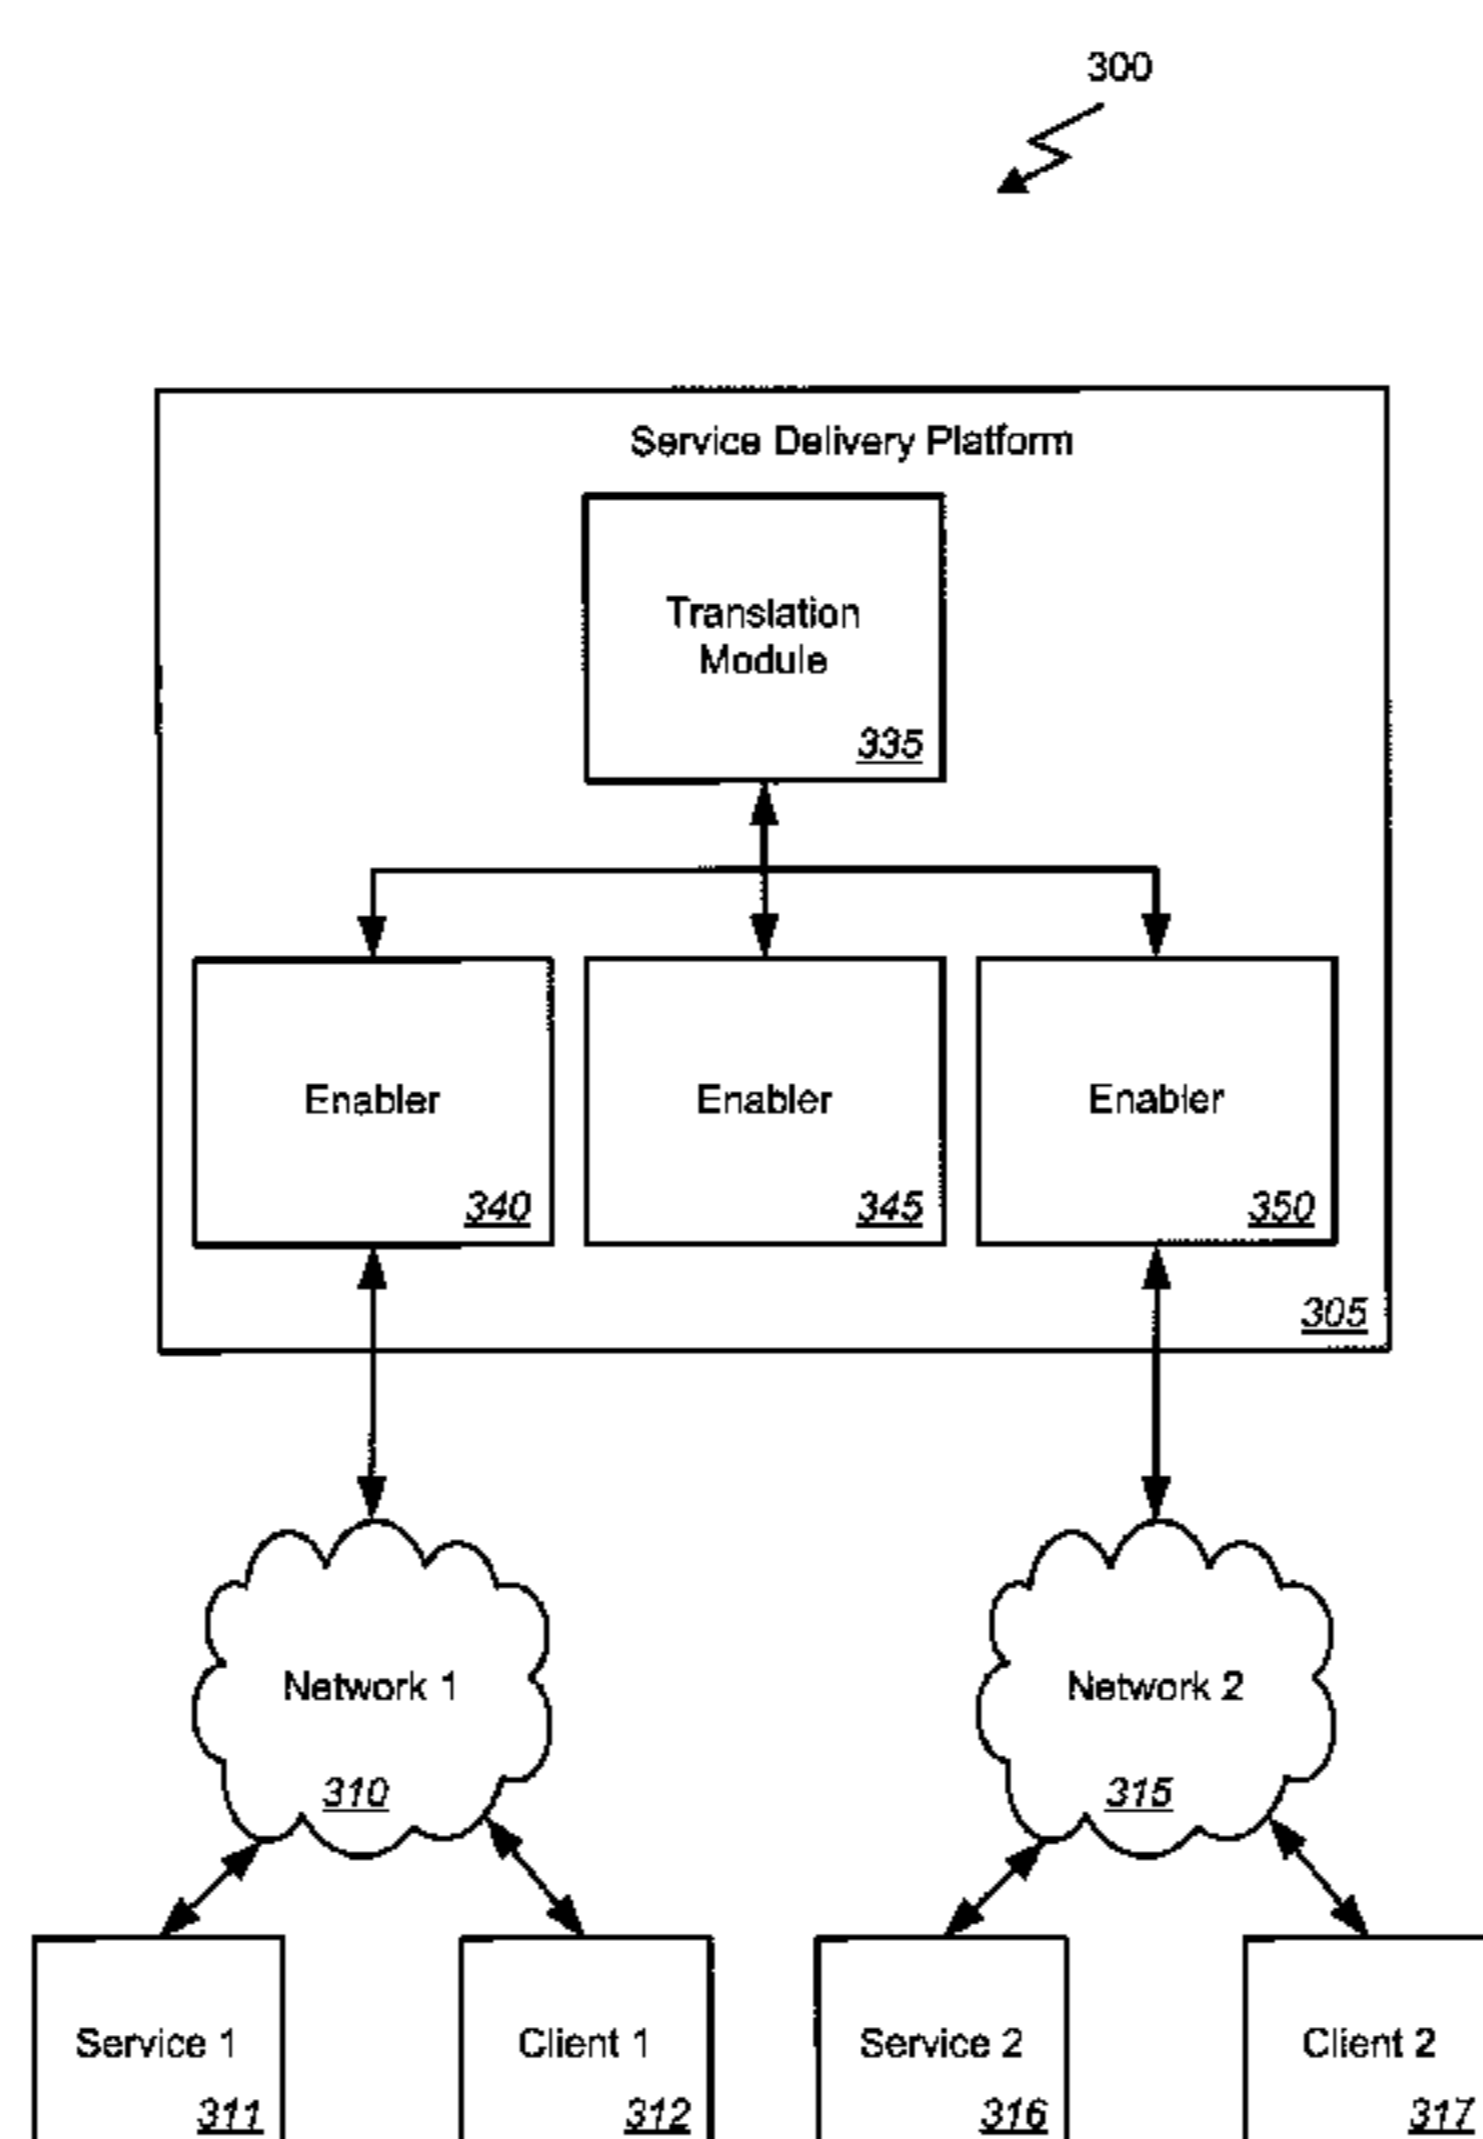 300
Service Delivery Platform
Translation
Module
335
Enabler
340
Enabler
345
Enabler
350
305
Network 1
310
Network 2
315
Service 1
311
Client 1
312
Service 2
316
Client 2
317